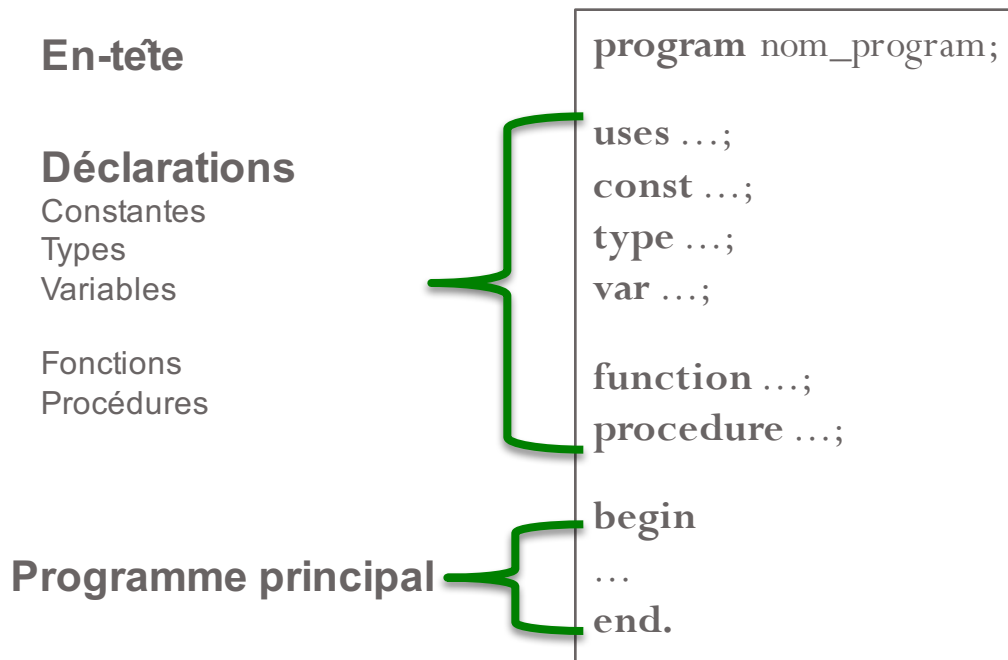 En-tête
program nom_program;
Déclarations
Constantes
Types
Variables
Fonctions
Procédures
uses …;
const …;
type …;
var …;
function …;
procedure …;
Programme principal
begin
…
end.